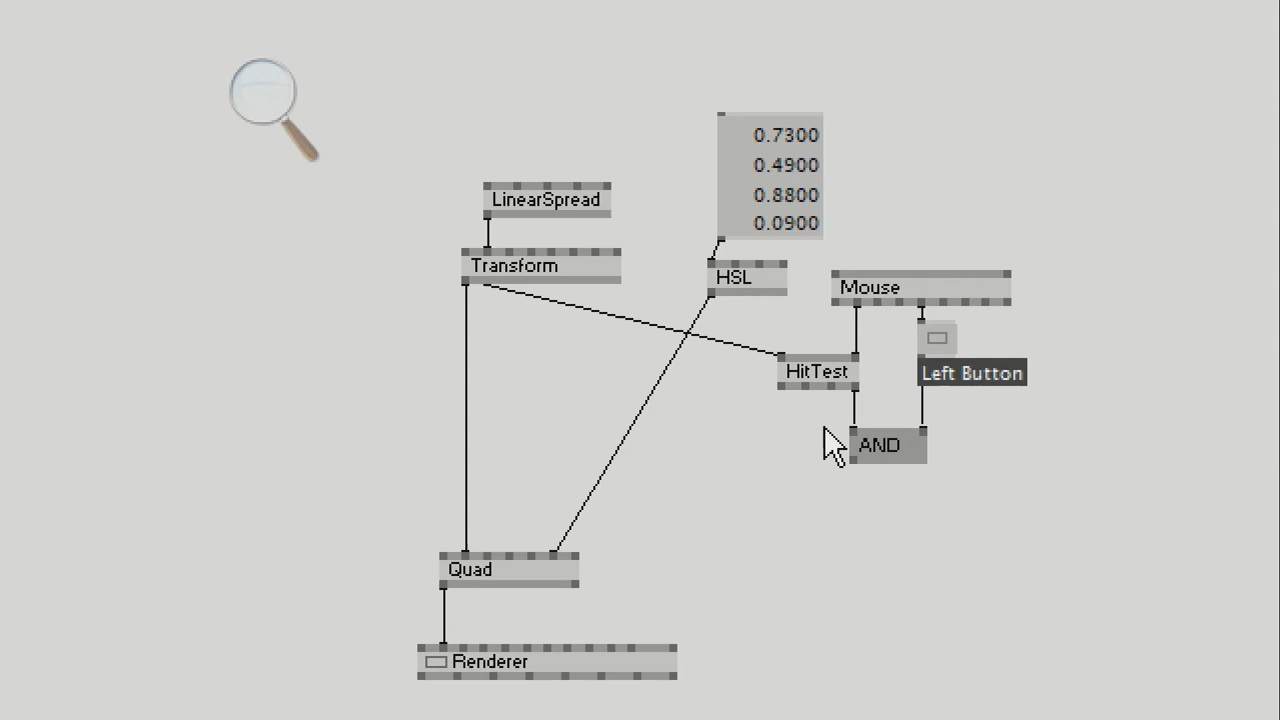 0.7300
0.4900
0.8800
0.0900
LinearSpread
Transform
HSL
Mouse
HitTest
Left Button
AND
Quad
Renderer